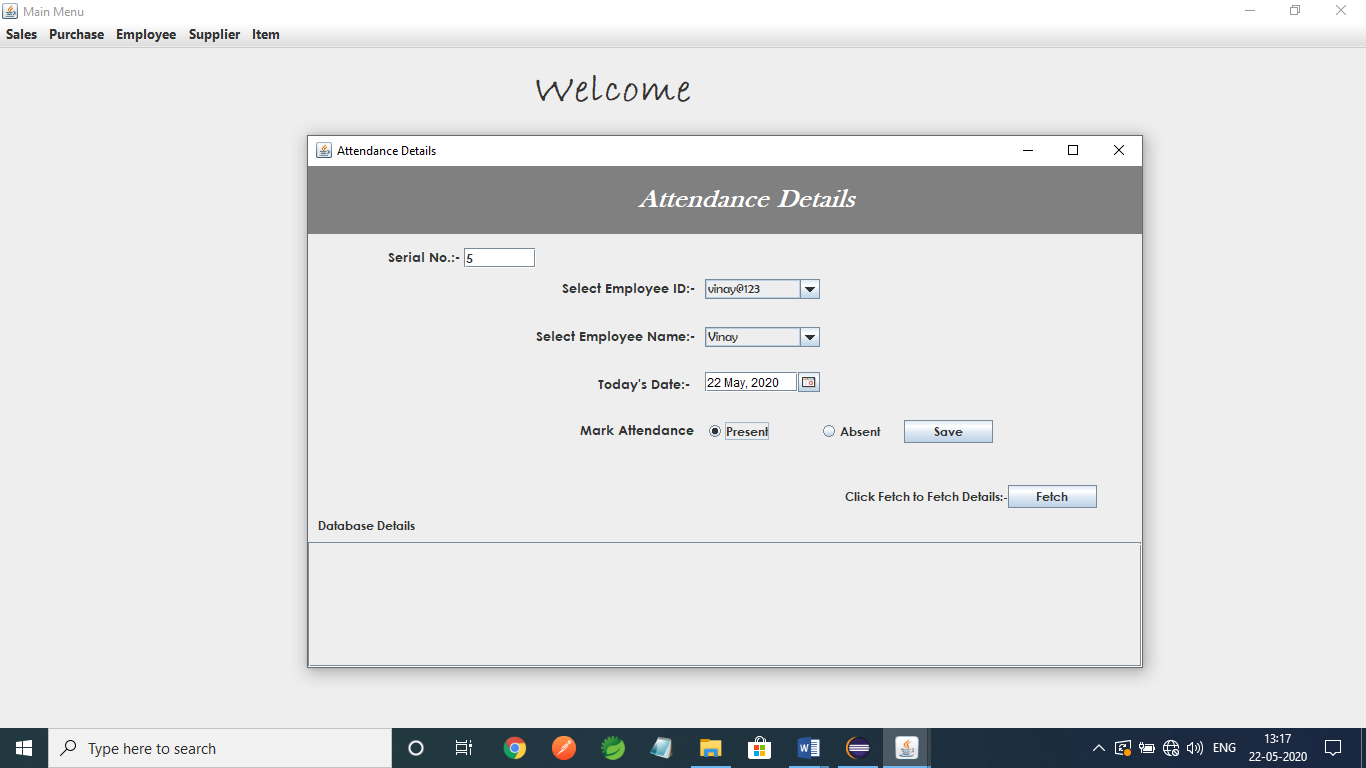 Main Menu
Sales Purchase Employee Supplier Item
Welcome
Attendance Details
Attendance Details
Serial No.:- 5
Select Employee ID:- vinay@123
Select Employee Name:- Vinay
Today's Date:- 22 May, 2020
Mark Attendance Present Absent Save
Click Fetch to Fetch Details:- Fetch
Database Details
Type here to search
ENG
13:17
22-05-2020